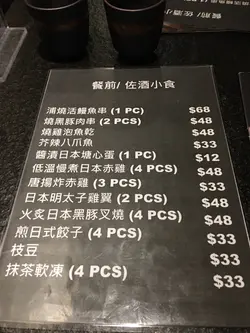 餐前/ 佐酒小食
蒲燒活鰻魚串 (1 PC) $68
燒黑豚肉串 (2 PCS) $48
燒雞泡魚乾 $48
芥辣八爪魚 $33
醬漬日本糖心蛋 (1 PC) $12
低溫慢煮日本赤雞 (4 PCS) $48
唐揚炸赤雞 (3 PCS) $33
日本明太子雞翼 (2 PCS) $48
火炙日本黑豚叉燒 (4 PCS) $48
煎日式餃子 (4 PCS) $33
枝豆 $33
抹茶軟凍 (4 PCS) $33